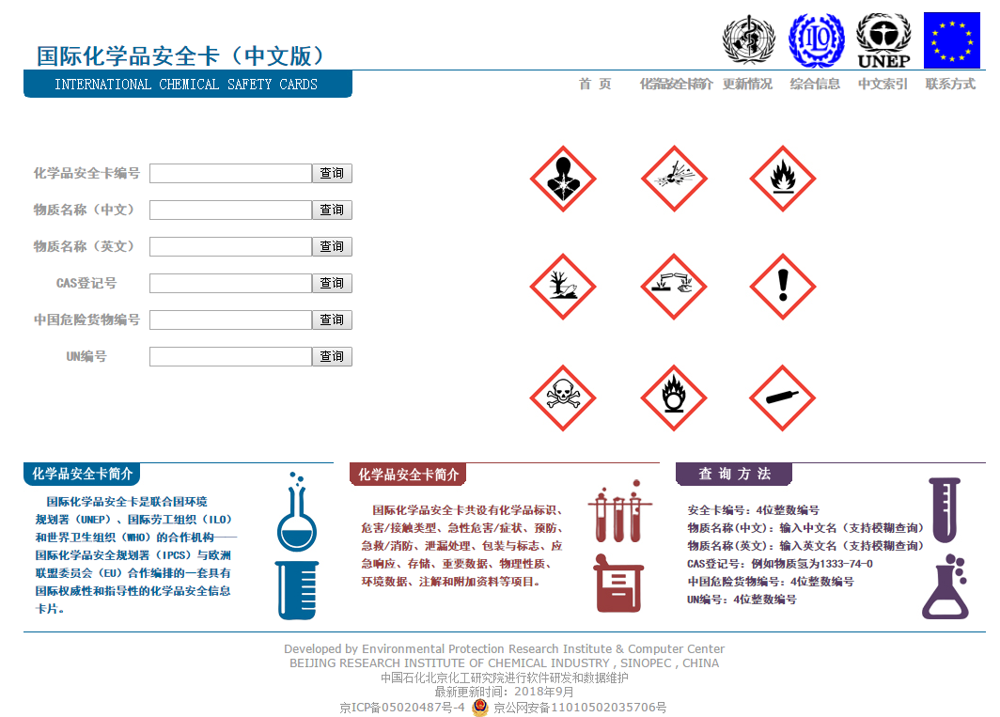 国际化学品安全卡（中文版）
INTERNATIONAL CHEMICAL SAFETY CARDS
ILO
UNEP
首 页 化学品安全卡简介 更新情况 综合信息 中文索引 联系方式
化学品安全卡编号 查询
物质名称（中文） 查询
物质名称（英文） 查询
CAS登记号 查询
中国危险货物编号 查询
UN编号 查询
化学品安全卡简介
国际化学品安全卡是联合国环境
规划署（UNEP）、国际劳工组织（ILO）
和世界卫生组织（WHO）的合作机构——
国际化学品安全规划署（IPCS）与欧洲
联盟委员会（EU）合作编排的一套具有
国际权威性和指导性的化学品安全信息
卡片。
化学品安全卡简介
国际化学品安全卡共设有化学品标识、
危害/接触类型、急性危害/症状、预防、
急救/消防、泄漏处理、包装与标志、应
急响应、存储、重要数据、物理性质、
环境数据、注解和附加资料等项目。
查 询 方 法
安全卡编号：4位整数编号
物质名称(中文)：输入中文名（支持模糊查询）
物质名称(英文)：输入英文名（支持模糊查询）
CAS登记号：例如物质氢为1333-74-0
中国危险货物编号：4位整数编号
UN编号：4位整数编号
Developed by Environmental Protection Research Institute & Computer Center
BEIJING RESEARCH INSTITUTE OF CHEMICAL INDUSTRY , SINOPEC , CHINA
中国石化北京化工研究院进行软件研发和数据维护
最新更新时间：2018年9月
京ICP备05020487号-4 京公网安备11010502035706号